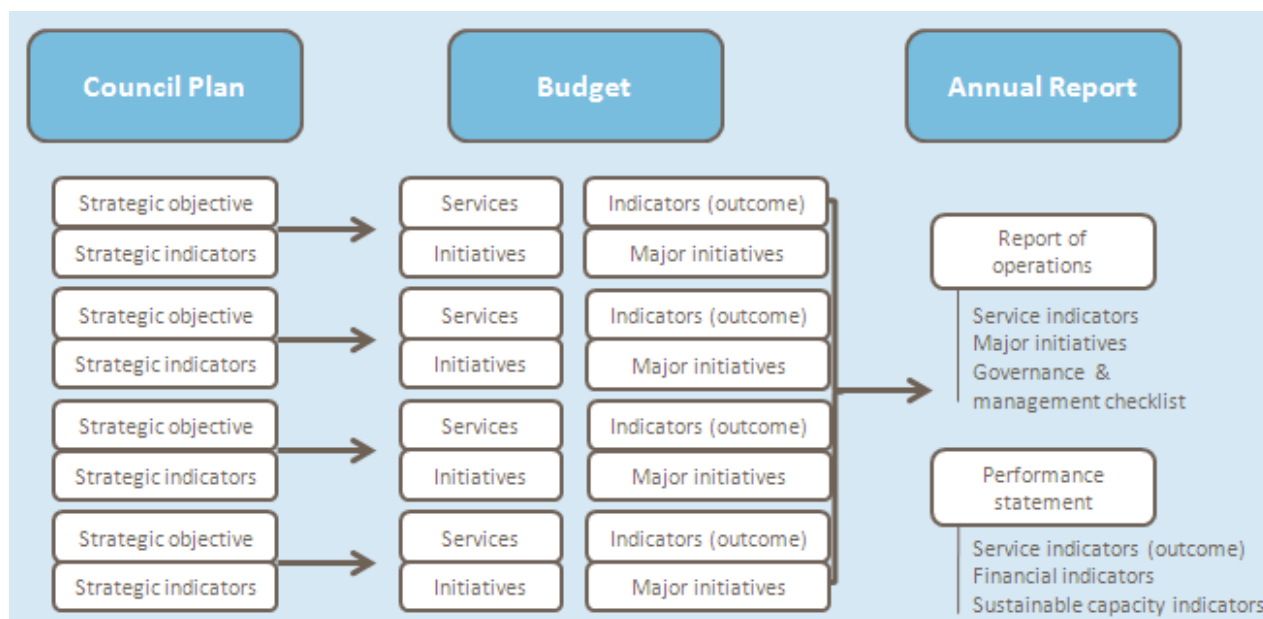 Council Plan
Budget
Annual Report
Strategic objective
Strategic indicators
Services
Initiatives
Indicators (outcome)
Major initiatives
Strategic objective
Strategic indicators
Services
Initiatives
Indicators (outcome)
Major initiatives
Strategic objective
Strategic indicators
Services
Initiatives
Indicators (outcome)
Major initiatives
Strategic objective
Strategic indicators
Services
Initiatives
Indicators (outcome)
Major initiatives
Report of
operations
Service indicators
Major initiatives
Governance &
management checklist
Performance
statement
Service indicators (outcome)
Financial indicators
Sustainable capacity indicators